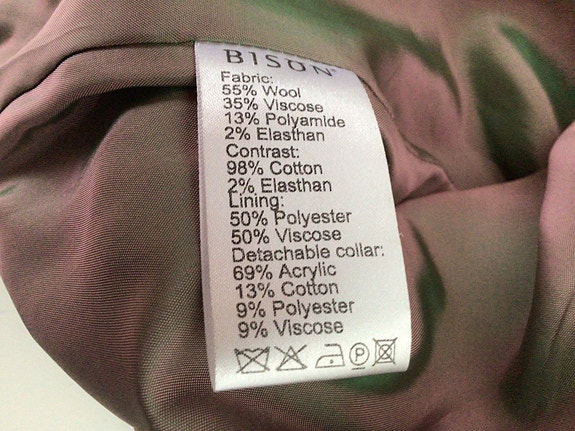 BISON
Fabric:
55% Wool
35% Viscose
13% Polyamide
2% Elasthan
Contrast:
98% Cotton
2% Elasthan
Lining:
50% Polyester
50% Viscose
Detachable collar:
69% Acrylic
13% Cotton
9% Polyester
9% Viscose
P